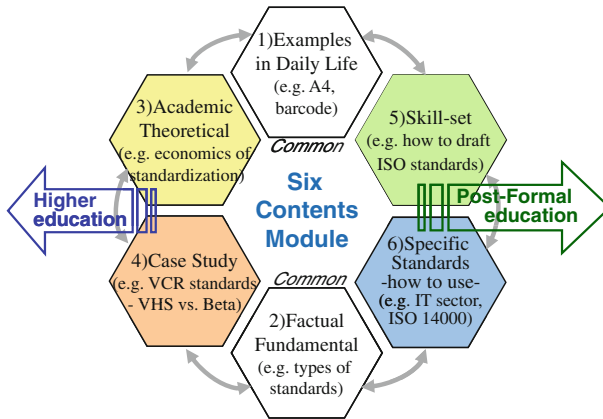 1)Examples
in Daily Life
(e.g. A4,
barcode)
Common
3)Academic
Theoretical
(e.g. economics of
standardization)
5)Skill-set
(e.g. how to draft
ISO standards)
Higher
education
Six
Contents
Module
Post-Formal
education
4)Case Study
(e.g. VCR standards
- VHS vs. Beta)
6)Specific
Standards
-how to use-
(e.g. IT sector,
ISO 14000)
Common
2)Factual
Fundamental
(e.g. types of
standards)